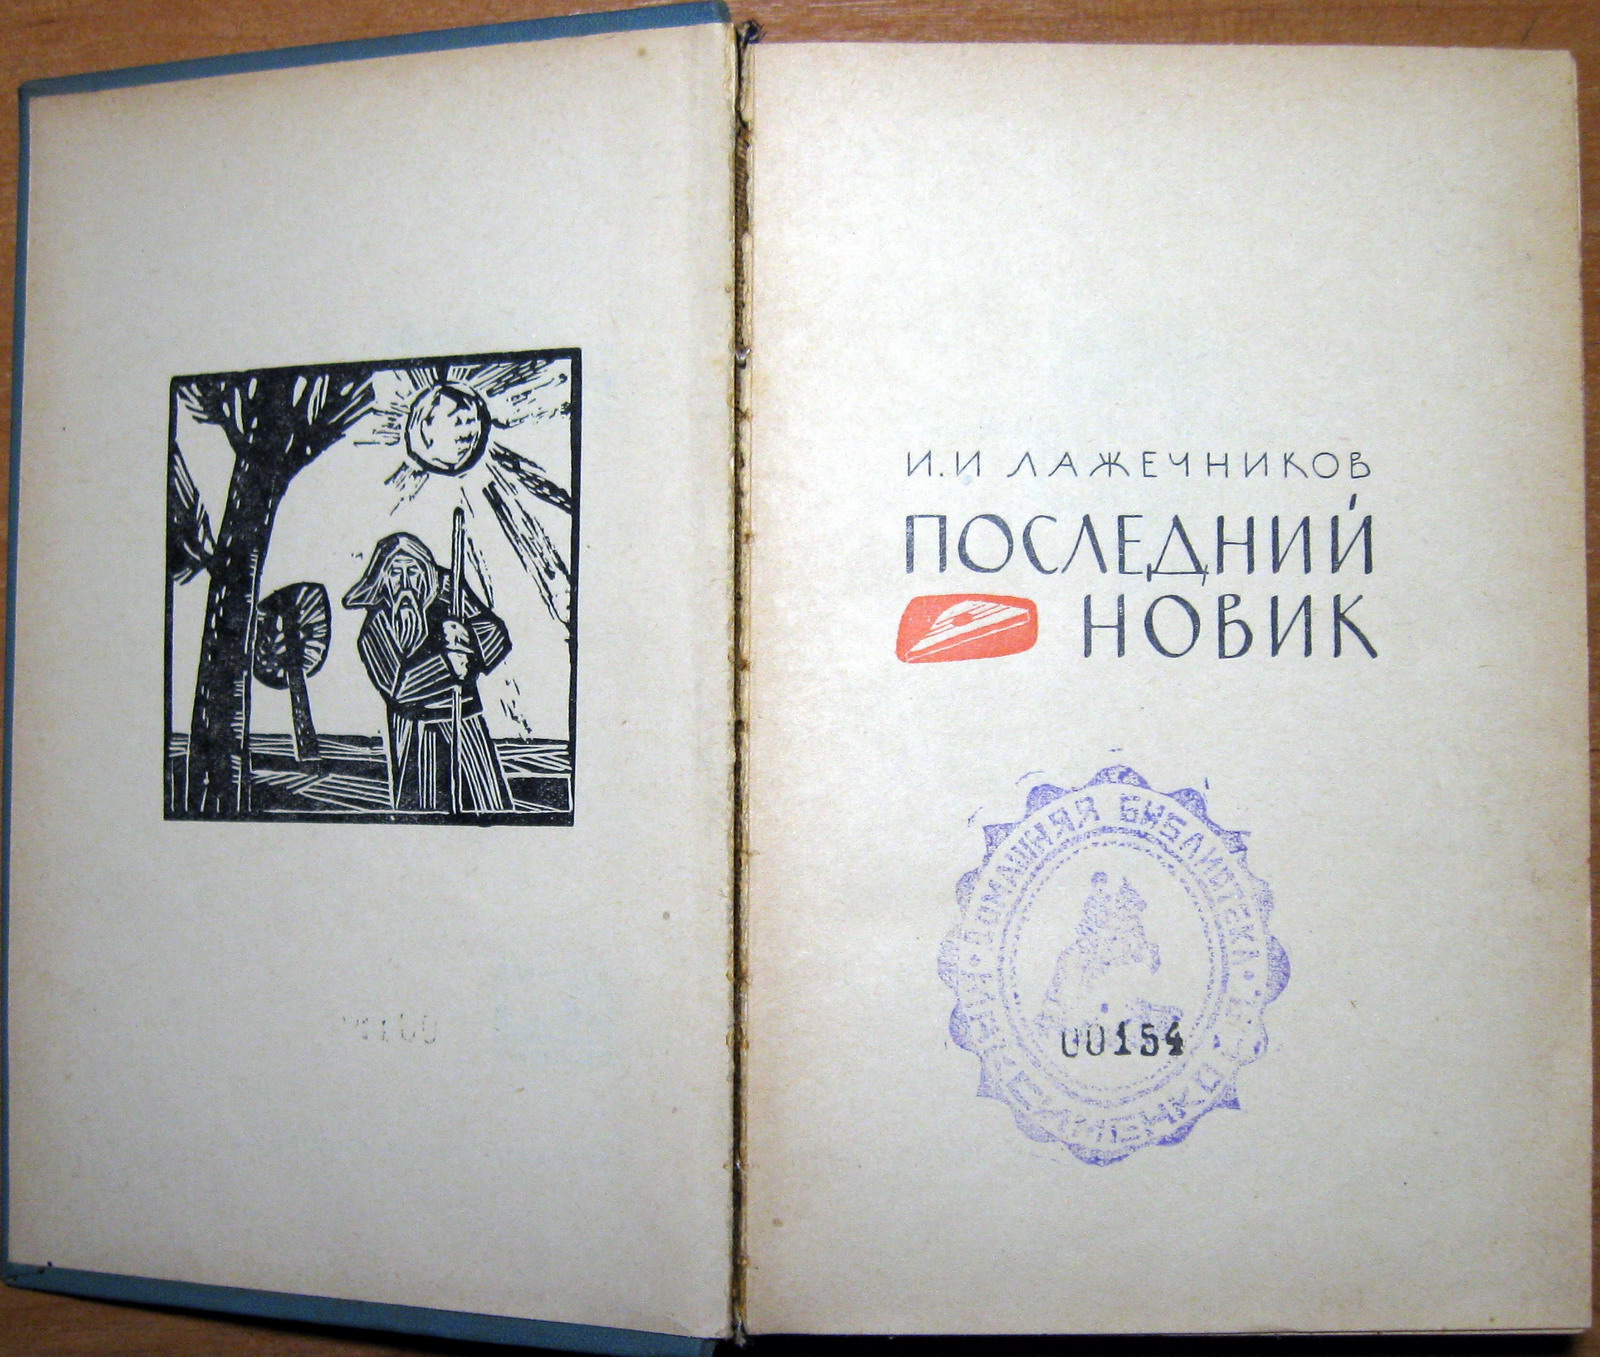 И. И ЛАЖЕЧНИКОВ
ПОСЛЕДНИЙ
НОВИК
ДОМАШНЯЯ БИБЛИОТЕКА
00154